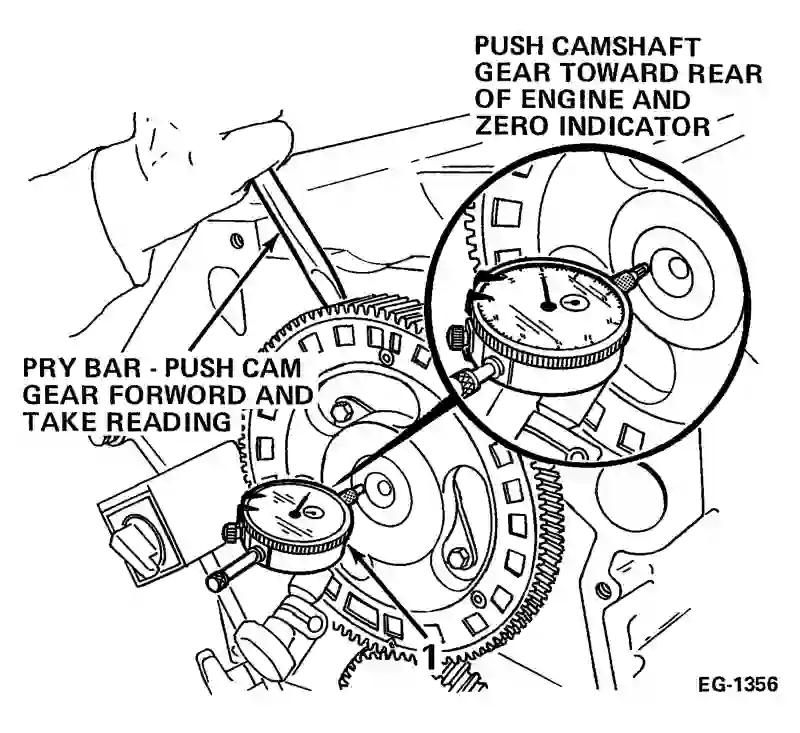 PUSH CAMSHAFT
GEAR TOWARD REAR
OF ENGINE AND
ZERO INDICATOR
PRY BAR - PUSH CAM
GEAR FORWORD AND
TAKE READING
1
EG-1356